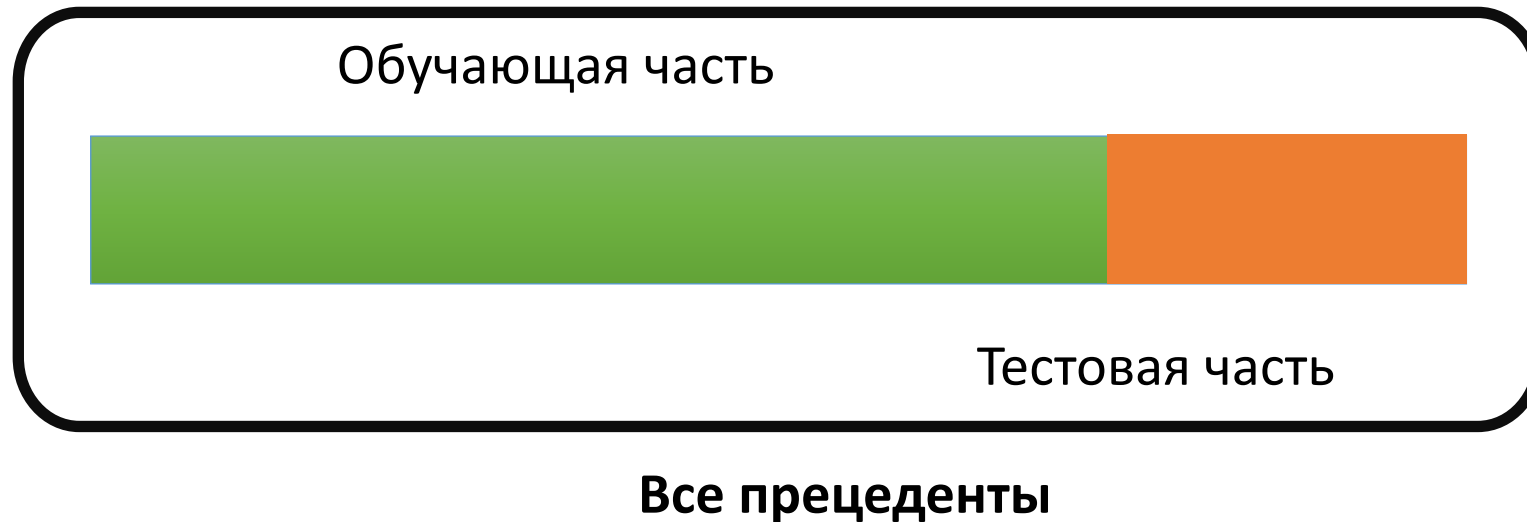 Обучающая часть
Тестовая часть
Все прецеденты